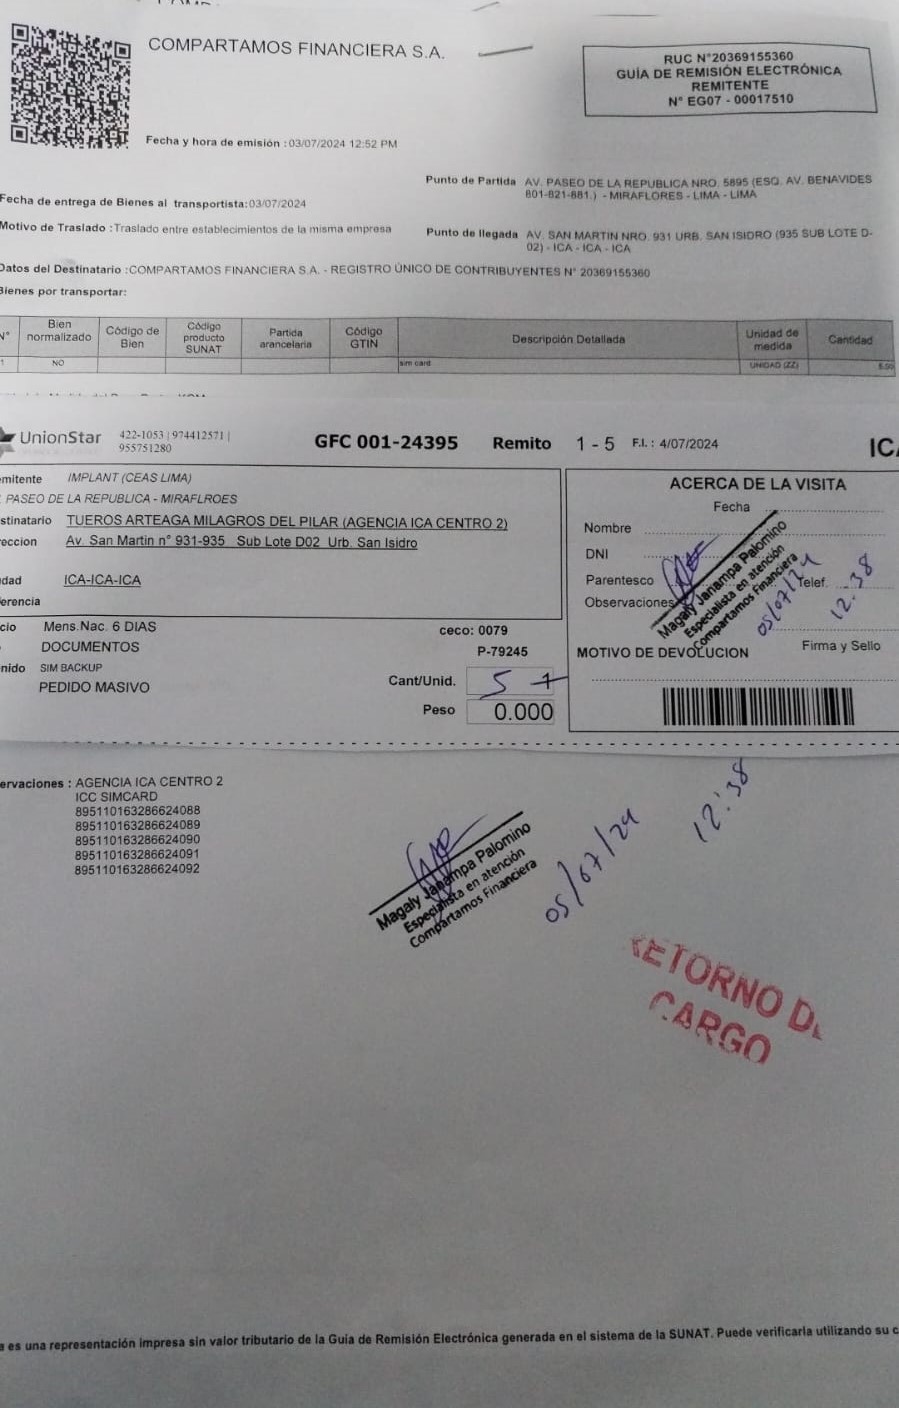 COMPARTAMOS FINANCIERA S.A.
RUC N°20369155360
GUÍA DE REMISIÓN ELECTRÓNICA
REMITENTE
N° EG07 - 00017510
Fecha y hora de emisión :03/07/2024 12:52 PM
Punto de Partida AV. PASEO DE LA REPUBLICA NRO. 5895 (ESQ. AV. BENAVIDES
801-821-881.) - MIRAFLORES - LIMA - LIMA
Fecha de entrega de Bienes al transportista:03/07/2024
Motivo de Traslado :Traslado entre establecimientos de la misma empresa
Punto de llegada AV. SAN MARTIN NRO. 931 URB. SAN ISIDRO (935 SUB LOTE D-
02) - ICA - ICA - ICA
Datos del Destinatario :COMPARTAMOS FINANCIERA S.A. - REGISTRO ÚNICO DE CONTRIBUYENTES N° 20369155360
Bienes por transportar:
N° Bien normalizado Código de Bien Código producto SUNAT Partida arancelaria Código GTIN Descripción Detallada Unidad de medida Cantidad
1 NO sim card UNIDAD (ZZ) 5.00
UnionStar 422-1053 | 974412571 |
955751280
GFC 001-24395 Remito 1 - 5 F.I. : 4/07/2024 ICA
mitente IMPLANT (CEAS LIMA)
PASEO DE LA REPUBLICA - MIRAFLROES
stinatario TUEROS ARTEAGA MILAGROS DEL PILAR (AGENCIA ICA CENTRO 2)
eccion Av. San Martin n° 931-935 Sub Lote D02 Urb. San Isidro
dad ICA-ICA-ICA
erencia
cio Mens.Nac. 6 DIAS
DOCUMENTOS
nido SIM BACKUP
PEDIDO MASIVO
ceco: 0079
P-79245
Cant/Unid. 5
Peso 0.000
ACERCA DE LA VISITA
Fecha
Nombre
DNI
Parentesco
Telef.
Observaciones
Magaly Janampa Palomino
Especialista en atención
Compartamos Financiera
05/07/24
12:38
MOTIVO DE DEVOLUCION
Firma y Sello
ervaciones : AGENCIA ICA CENTRO 2
ICC SIMCARD
895110163286624088
895110163286624089
895110163286624090
895110163286624091
895110163286624092
Magaly Janampa Palomino
Especialista en atención
Compartamos Financiera
05/07/24
12:38
RETORNO DE
CARGO
a es una representación impresa sin valor tributario de la Guía de Remisión Electrónica generada en el sistema de la SUNAT. Puede verificarla utilizando su c